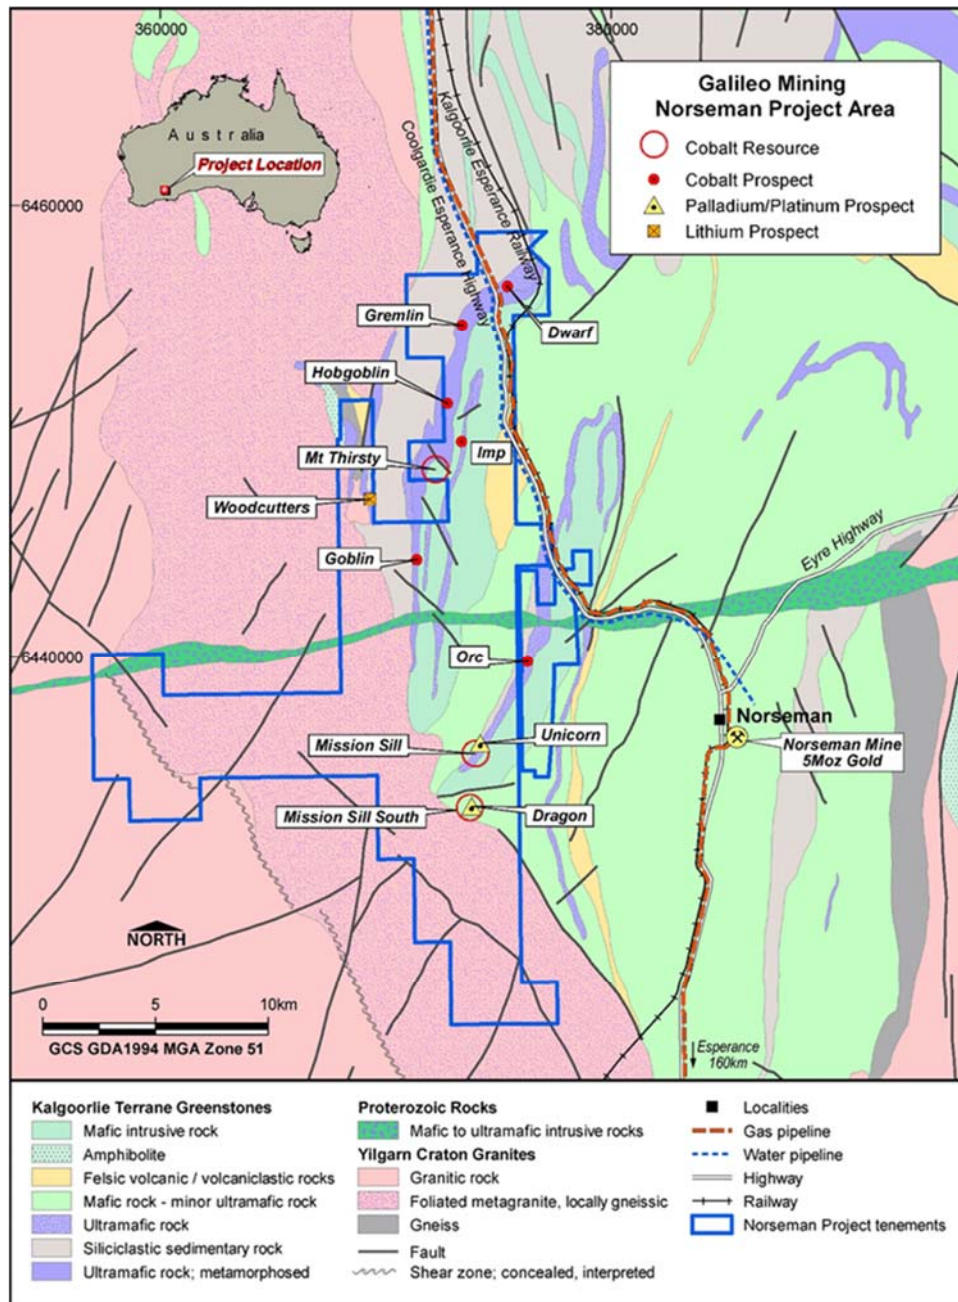 360000
380000
Galileo Mining
Norseman Project Area
Cobalt Resource
Cobalt Prospect
Palladium/Platinum Prospect
Lithium Prospect
Australia
Project Location
6460000
Kalgoorlie Esperance Railway
Coolgardie Esperance Highway
Gremlin
Dwarf
Hobgoblin
Mt Thirsty
Imp
Woodcutters
Goblin
Eyre Highway
6440000
Orc
Norseman
Unicorn
Mission Sill
Norseman Mine
5Moz Gold
Mission Sill South
Dragon
NORTH
0 5 10km
GCS GDA1994 MGA Zone 51
Esperance
160km
Kalgoorlie Terrane Greenstones
Mafic intrusive rock
Amphibolite
Felsic volcanic / volcaniclastic rocks
Mafic rock - minor ultramafic rock
Ultramafic rock
Siliciclastic sedimentary rock
Ultramafic rock; metamorphosed
Proterozoic Rocks
Mafic to ultramafic intrusive rocks
Yilgarn Craton Granites
Granitic rock
Foliated metagranite, locally gneissic
Gneiss
Fault
Shear zone; concealed, interpreted
Localities
Gas pipeline
Water pipeline
Highway
Railway
Norseman Project tenements